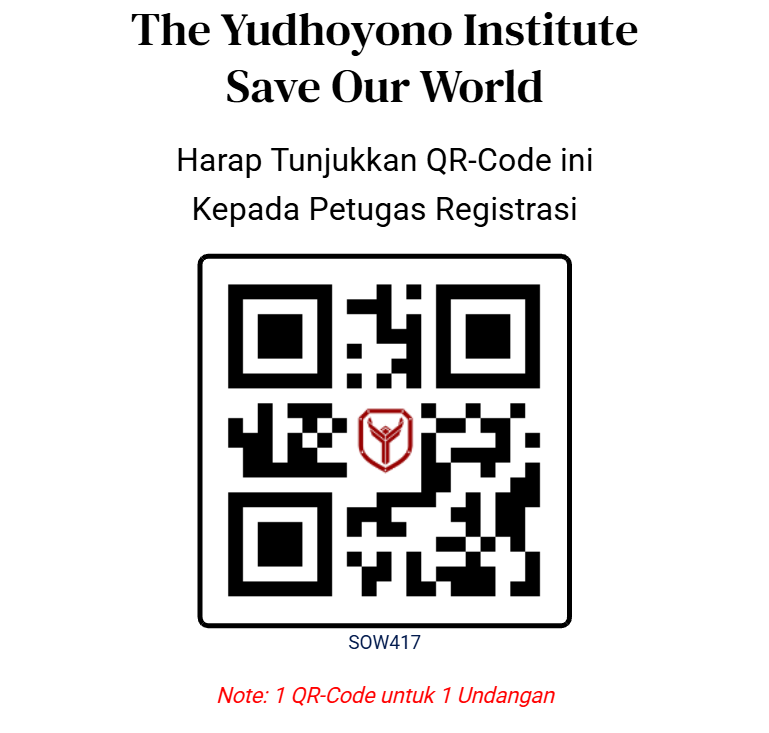 The Yudhoyono Institute
Save Our World
Harap Tunjukkan QR-Code ini
Kepada Petugas Registrasi
SOW417
Note: 1 QR-Code untuk 1 Undangan